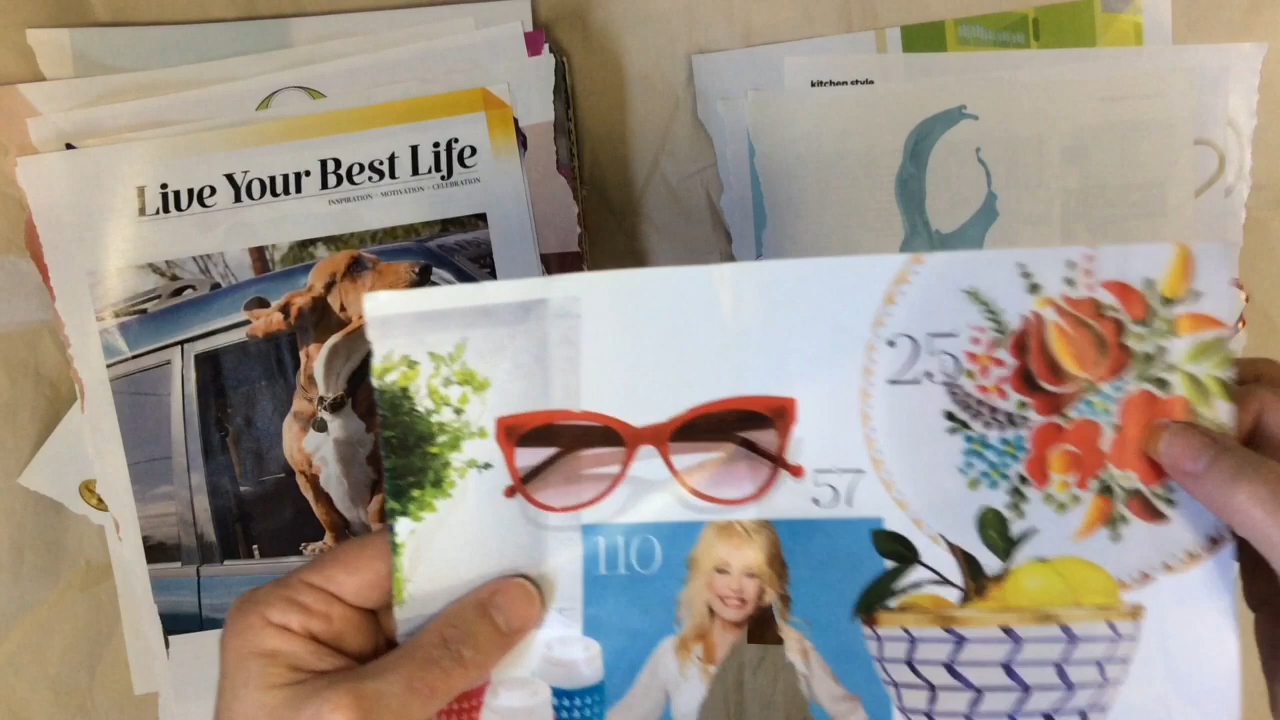 Live Your Best Life
INSPIRATION • MOTIVATION • CELEBRATION
kitchen style
25
57
110